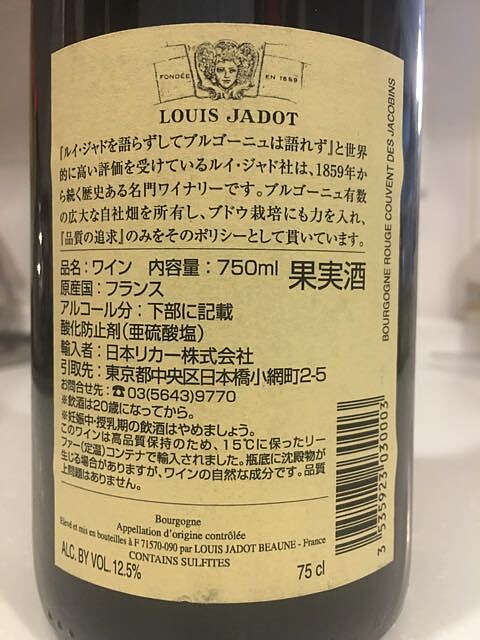 FONDÉE EN 1859
LOUIS JADOT
『ルイ・ジャドを語らずしてブルゴーニュは語れず』と世界
的に高い評価を受けているルイ・ジャド社は、1859年か
ら続く歴史ある名門ワイナリーです。ブルゴーニュ有数
の広大な自社畑を所有し、ブドウ栽培にも力を入れ、
『品質の追求』のみをそのポリシーとして貫いています。
品名：ワイン 内容量：750ml 果実酒
原産国：フランス
アルコール分：下部に記載
酸化防止剤（亜硫酸塩）
輸入者：日本リカー株式会社
引取先：東京都中央区日本橋小網町2-5
お問合せ先：☎03(5643)9770
※飲酒は20歳になってから。
※妊娠中・授乳期の飲酒はやめましょう。
このワインは高品質保持のため、15℃に保ったリー
ファー（定温）コンテナで輸入されました。瓶底に沈殿物が
生じる場合がありますが、ワインの自然な成分です。品質
上問題はありません。
Bourgogne
Appellation d'origine contrôlée
Elevé et mis en bouteilles à F 71570-090 par LOUIS JADOT BEAUNE - France
CONTAINS SULFITES
ALC. BY VOL. 12.5% 75 cl
BOURGOGNE ROUGE COUVENT DES JACOBINS
3 535923 030003